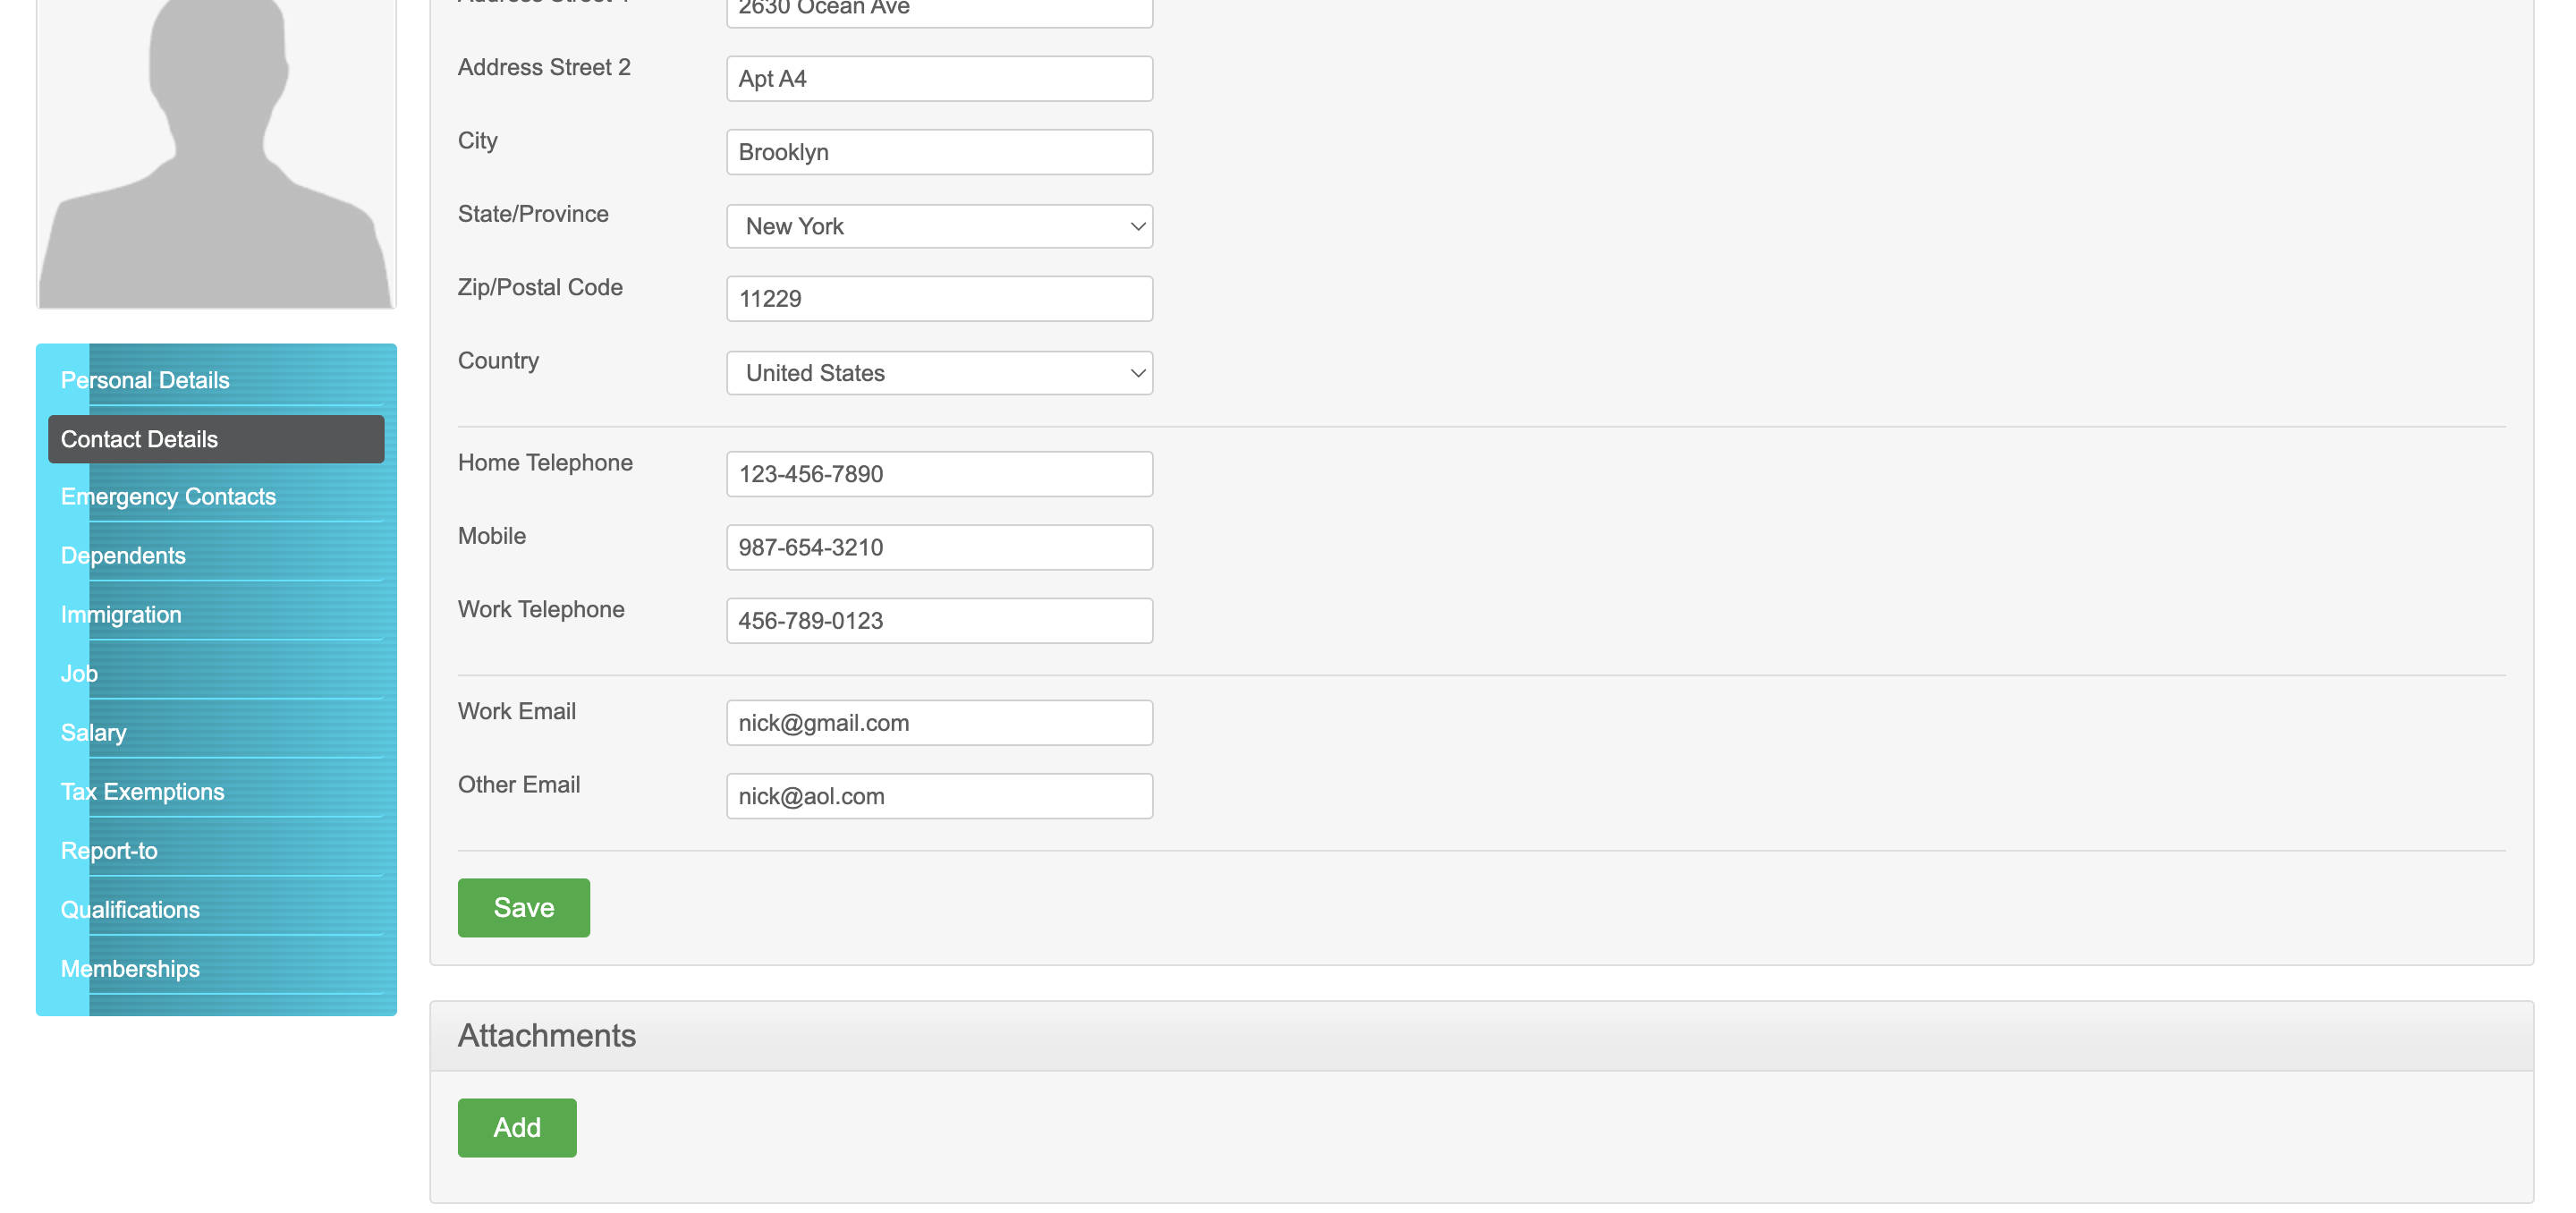 2630 Ocean Ave
Address Street 2
Apt A4
City
Brooklyn
State/Province
New York
Zip/Postal Code
11229
Country
United States
Home Telephone
123-456-7890
Mobile
987-654-3210
Work Telephone
456-789-0123
Work Email
nick@gmail.com
Other Email
nick@aol.com
Save
Attachments
Add
Personal Details
Contact Details
Emergency Contacts
Dependents
Immigration
Job
Salary
Tax Exemptions
Report-to
Qualifications
Memberships